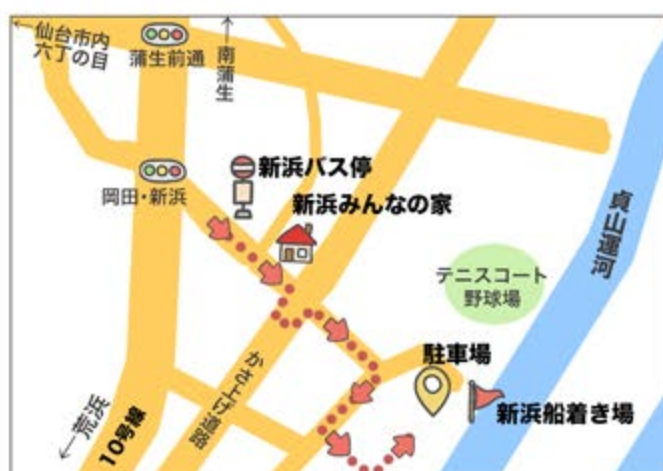 ←仙台市内
六丁の目
蒲生前通
←南蒲生
岡田・新浜
新浜バス停
新浜みんなの家
貞山運河
テニスコート
野球場
駐車場
新浜船着き場
かさ上げ道路
10号線
←荒浜